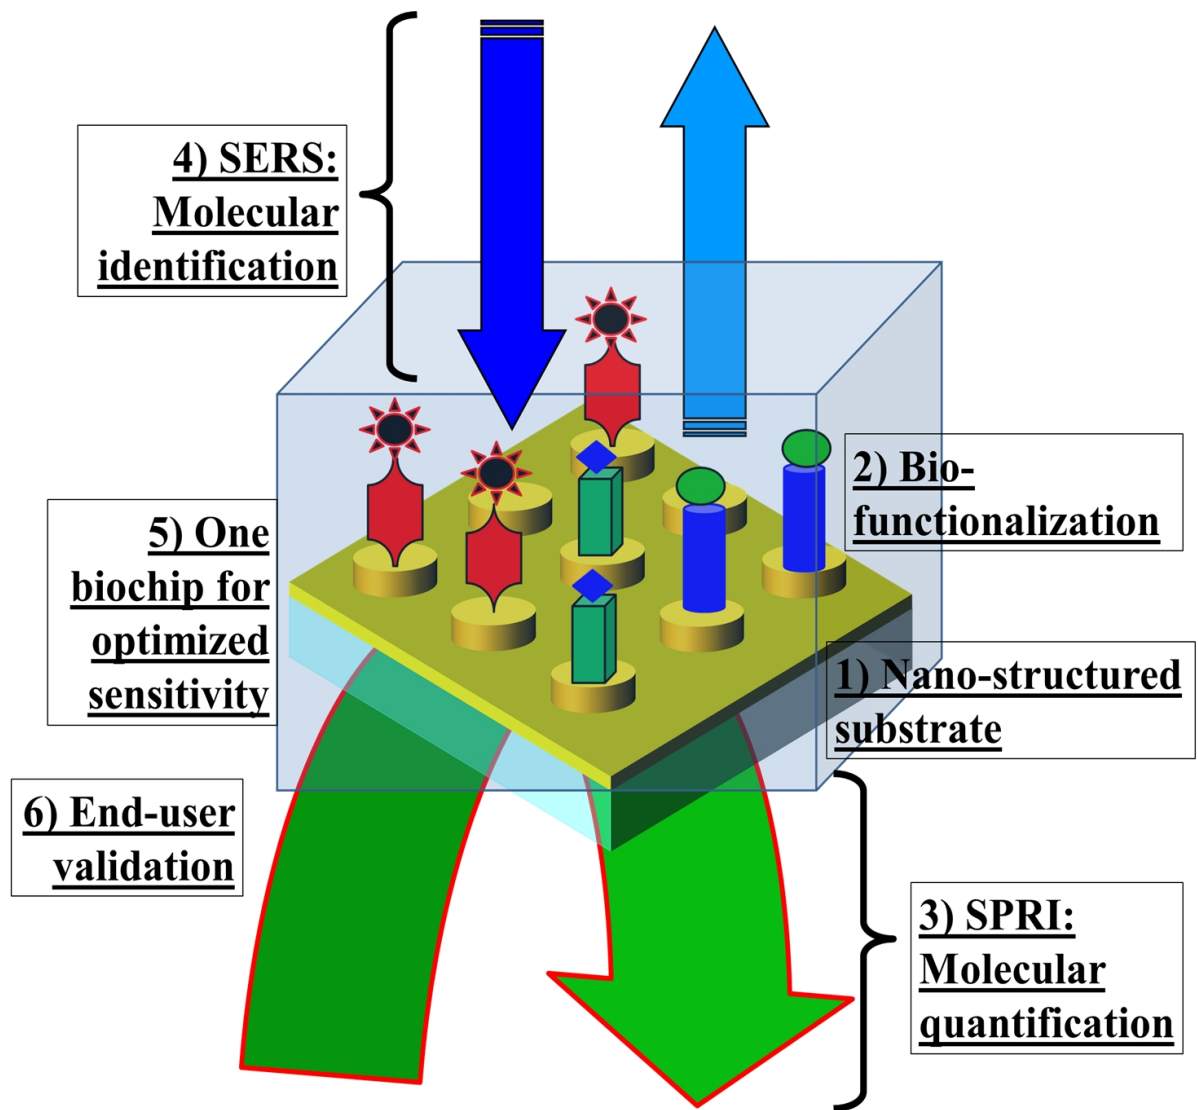 4) SERS:
Molecular
identification
2) Bio-
functionalization
5) One
biochip for
optimized
sensitivity
1) Nano-structured
substrate
6) End-user
validation
3) SPRI:
Molecular
quantification